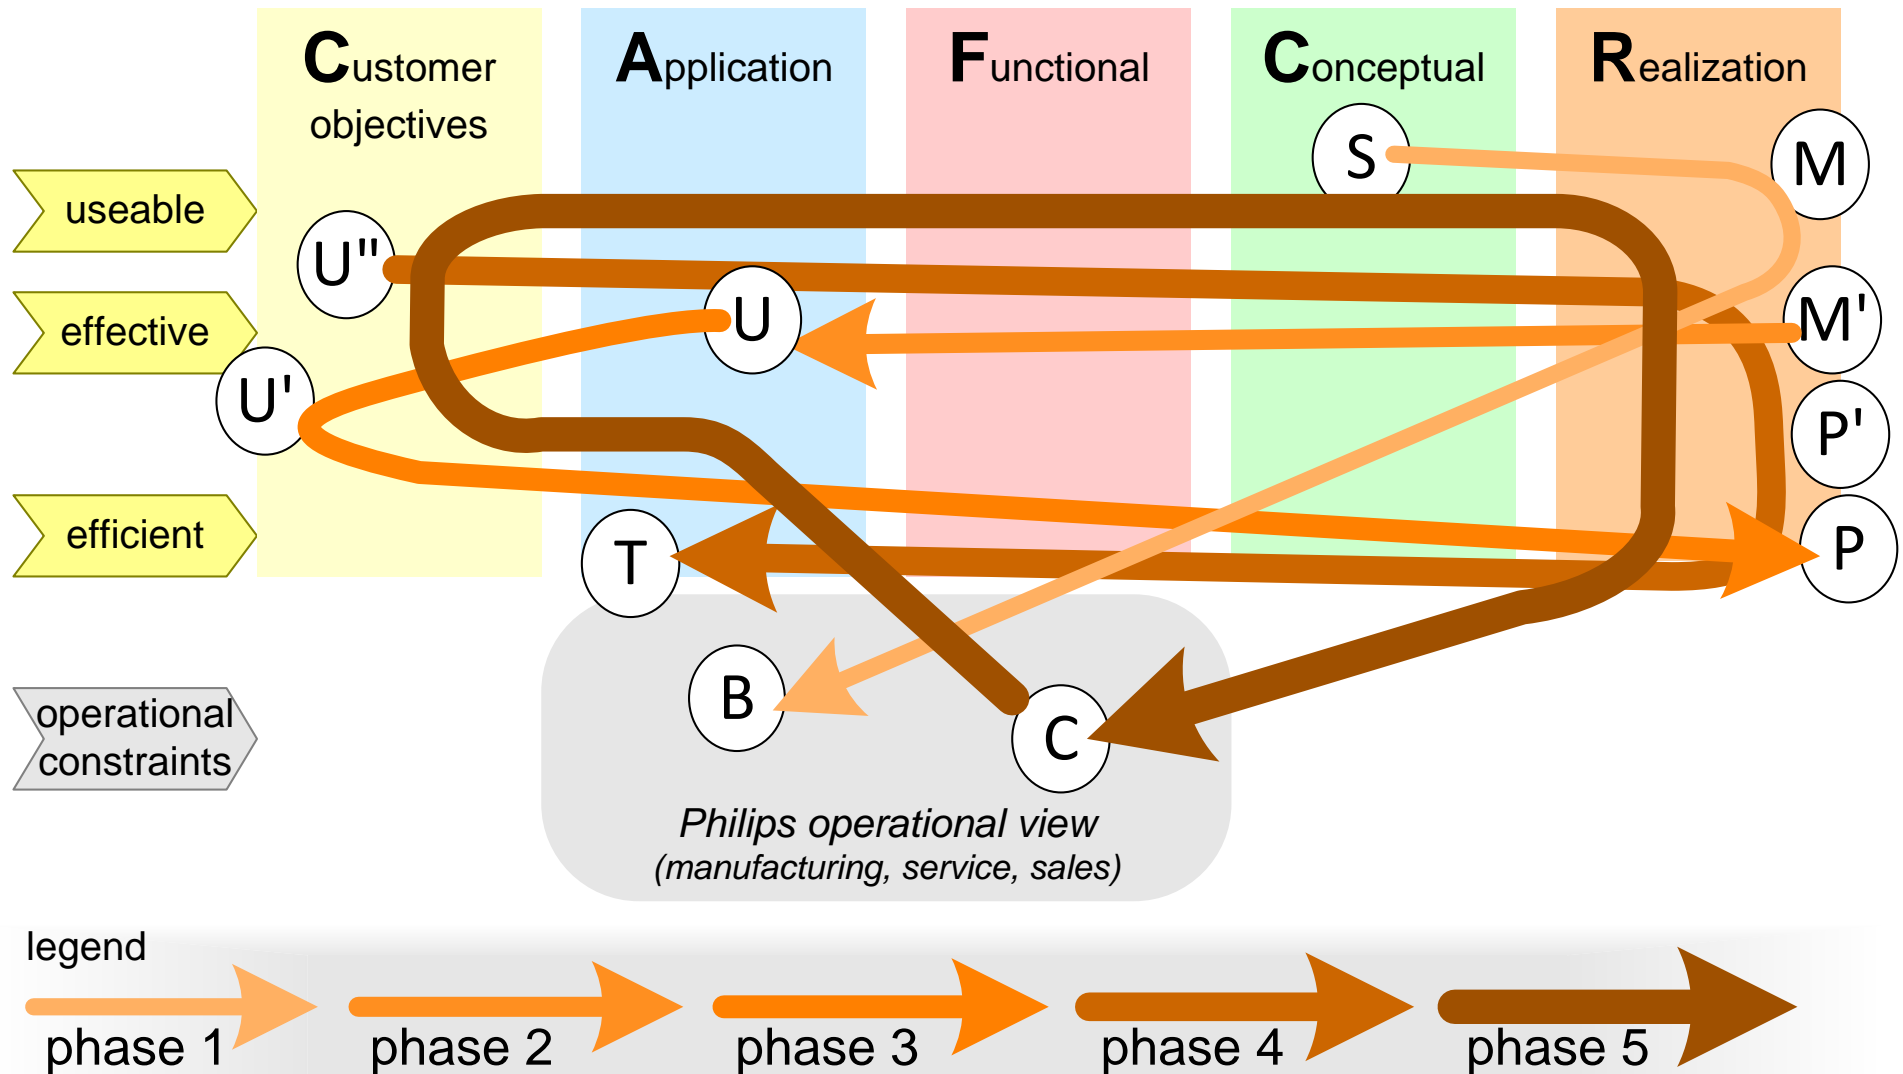 Customer
objectives
Application
Functional
Conceptual
Realization
S
M
useable
U"
U
effective
M'
U'
P'
efficient
T
P
B
operational
constraints
C
Philips operational view
(manufacturing, service, sales)
legend
phase 1
phase 2
phase 3
phase 4
phase 5